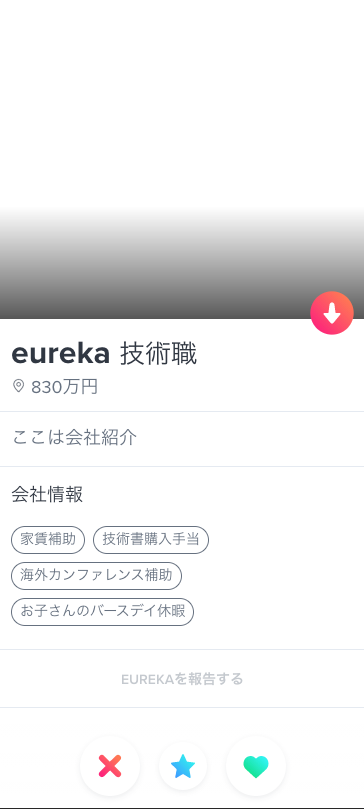 eureka 技術職
830万円
ここは会社紹介
会社情報
家賃補助 技術書購入手当
海外カンファレンス補助
お子さんのバースデイ休暇
EUREKAを報告する